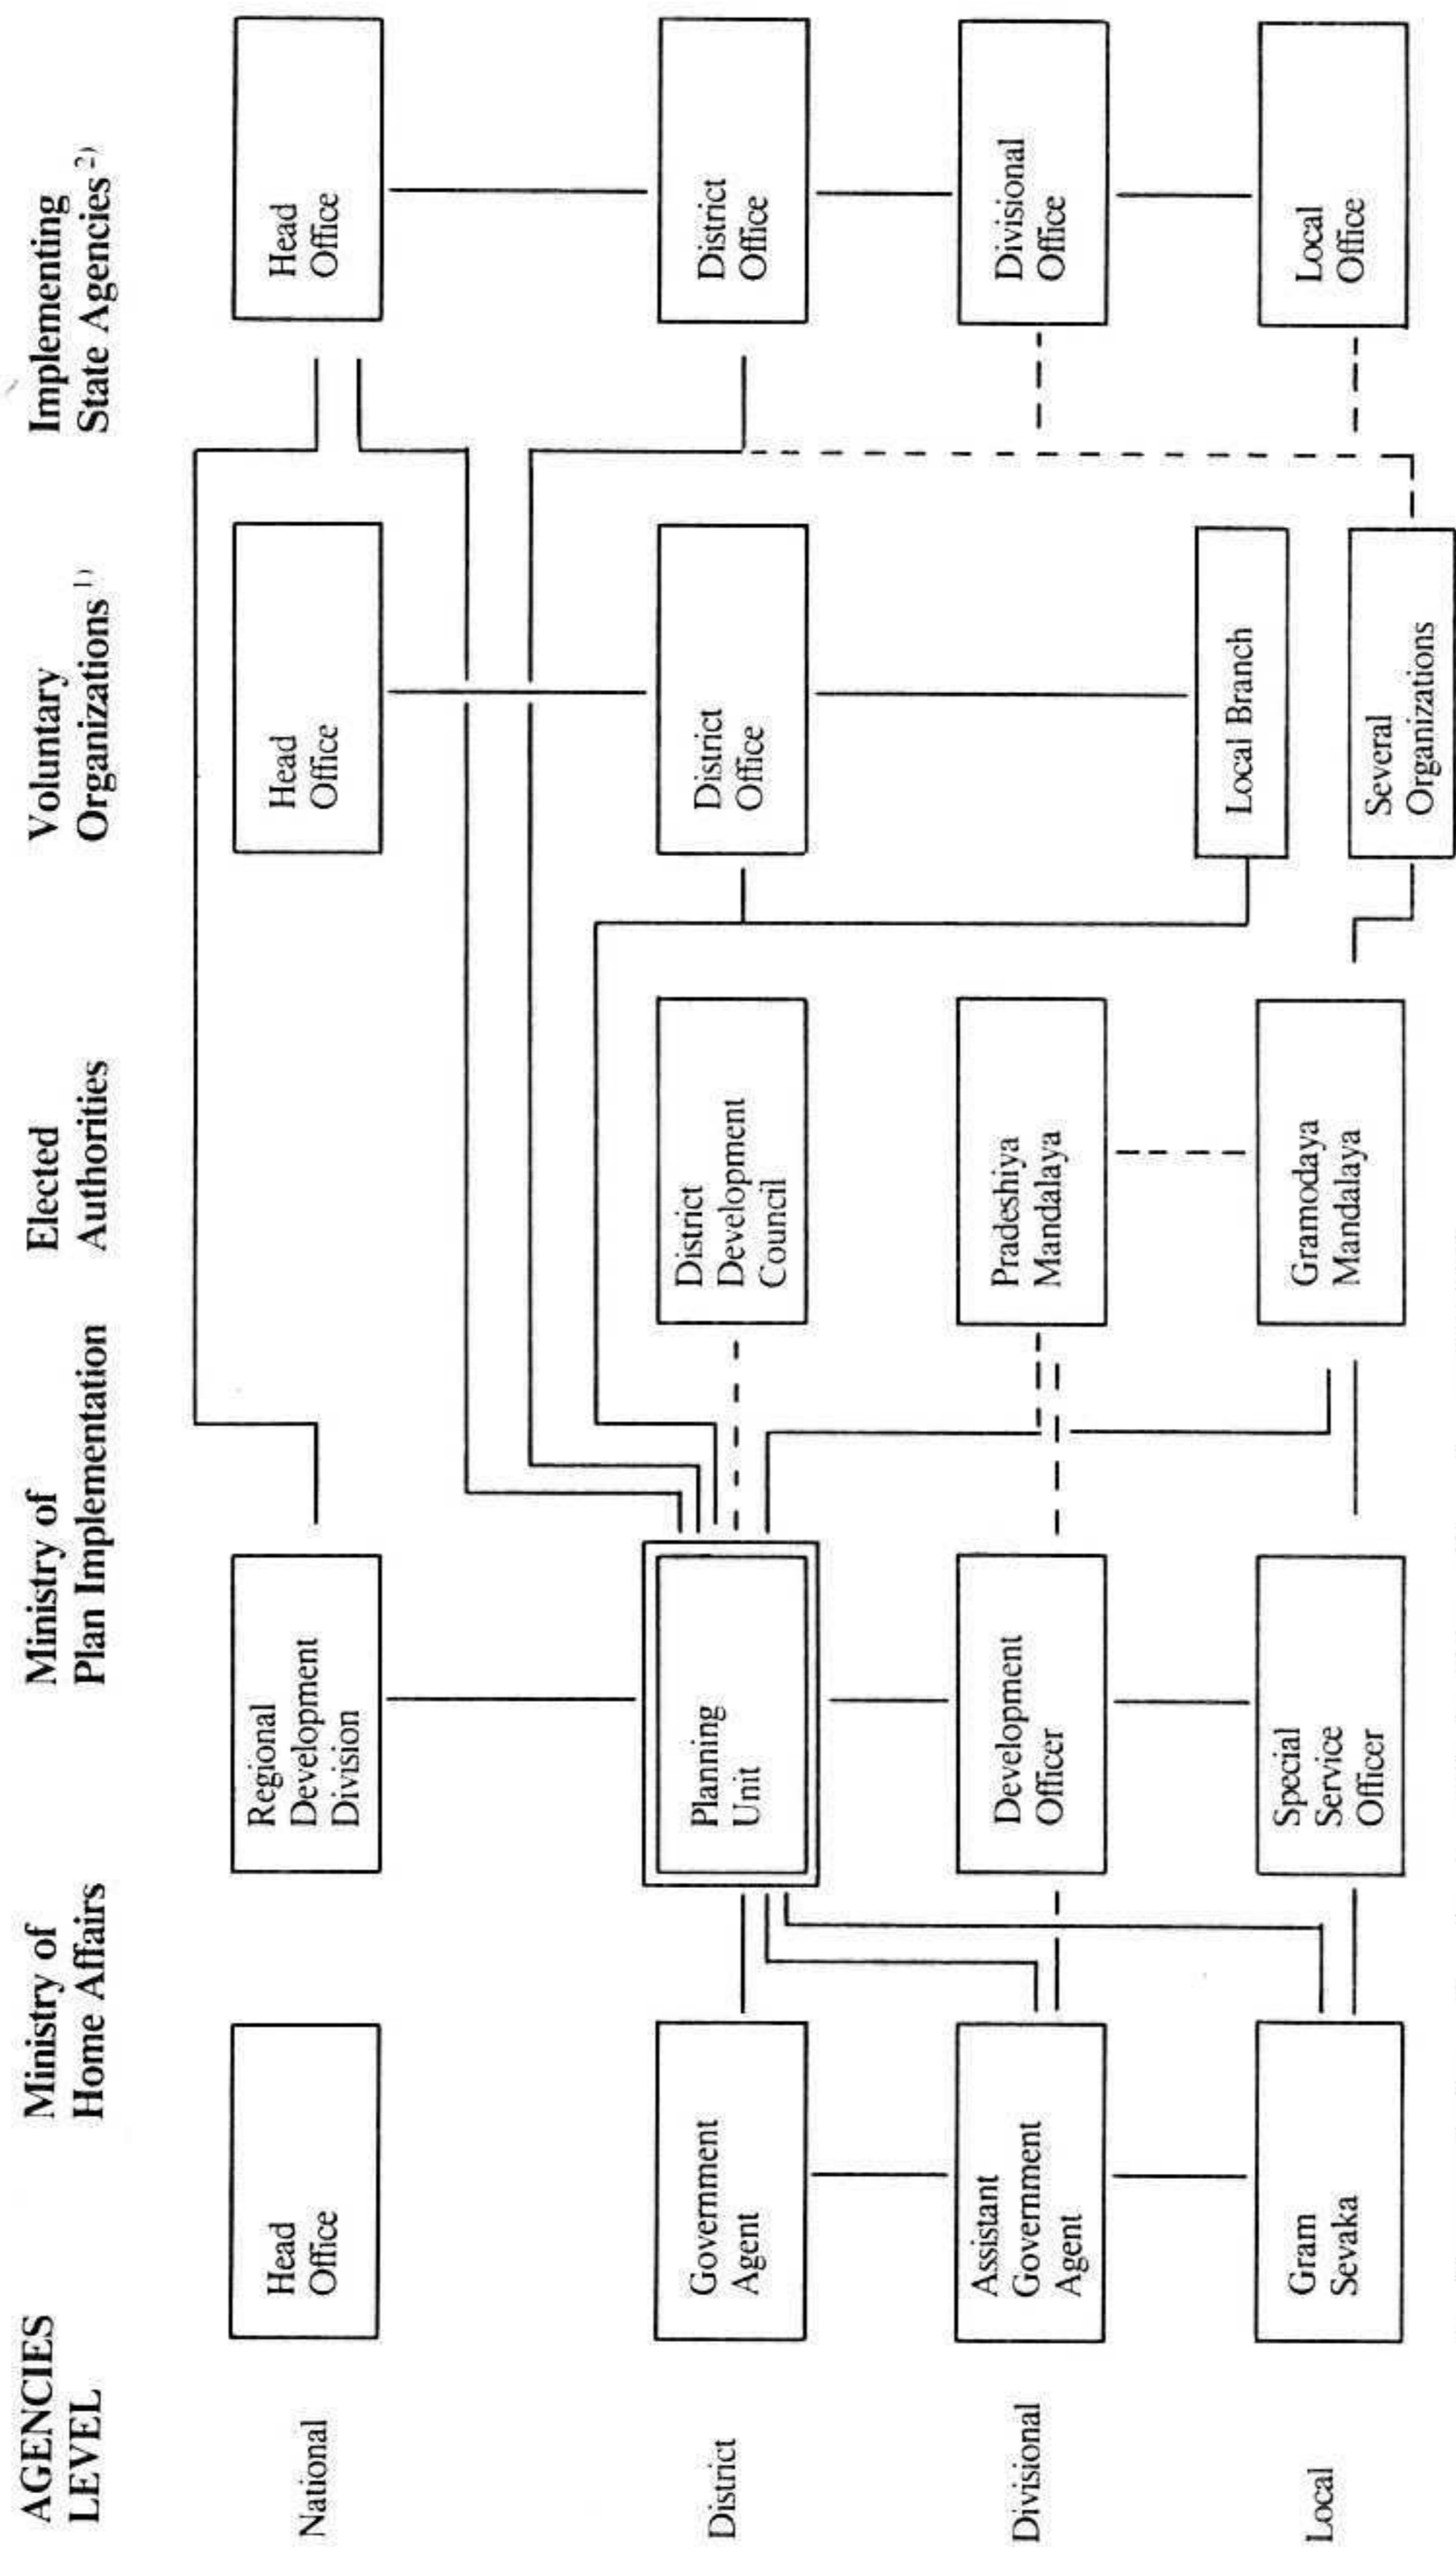 AGENCIES
LEVEL
Ministry of
Home Affairs
Ministry of
Plan Implementation
Elected
Authorities
Voluntary
Organizations 1)
Implementing
State Agencies 2)
National
Head
Office
Regional
Development
Division
Head
Office
Head
Office
District
Government
Agent
Planning
Unit
District
Development
Council
District
Office
District
Office
Divisional
Assistant
Government
Agent
Development
Officer
Pradeshiya
Mandalaya
Divisional
Office
Local
Gram
Sevaka
Special
Service
Officer
Gramodaya
Mandalaya
Local Branch
Several
Organizations
Local
Office